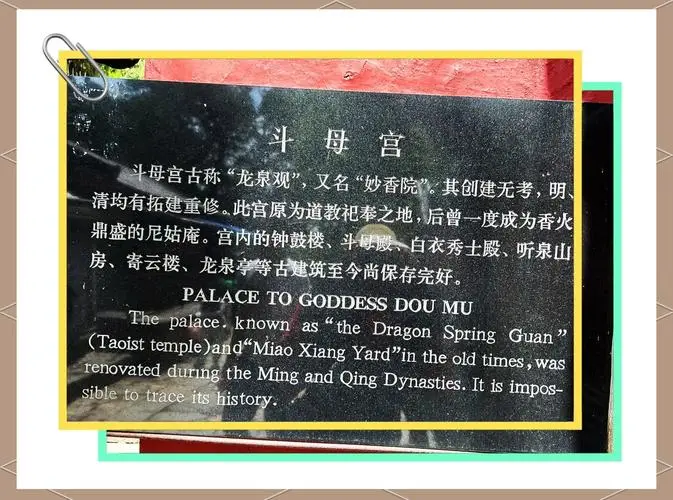 斗母宫
斗母宫古称“龙泉观”，又名“妙香院”。其创建无考，明、
清均有拓建重修。此宫原为道教祀奉之地，后曾一度成为香火
鼎盛的尼姑庵。宫内的钟鼓楼、斗母殿、白衣秀士殿、听泉山
房、寄云楼、龙泉亭等古建筑至今尚保存完好。
PALACE TO GODDESS DOU MU
The palace. known as “the Dragon Spring Guan”
(Taoist temple)and“Miao Xiang Yard”in the old times, was
renovated during the Ming and Qing Dynasties. It is impos-
sible to trace its history.